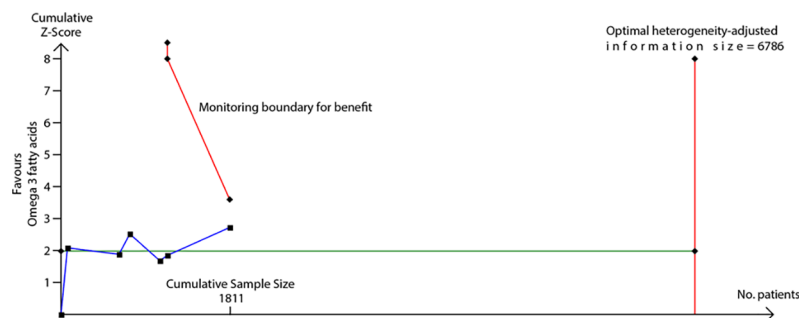 Cumulative
Z-Score
Optimal heterogeneity-adjusted
information size = 6786
8
7
Monitoring boundary for benefit
6
5
4
3
2
1
Favours
Omega 3 fatty acids
Cumulative Sample Size
1811
No. patients